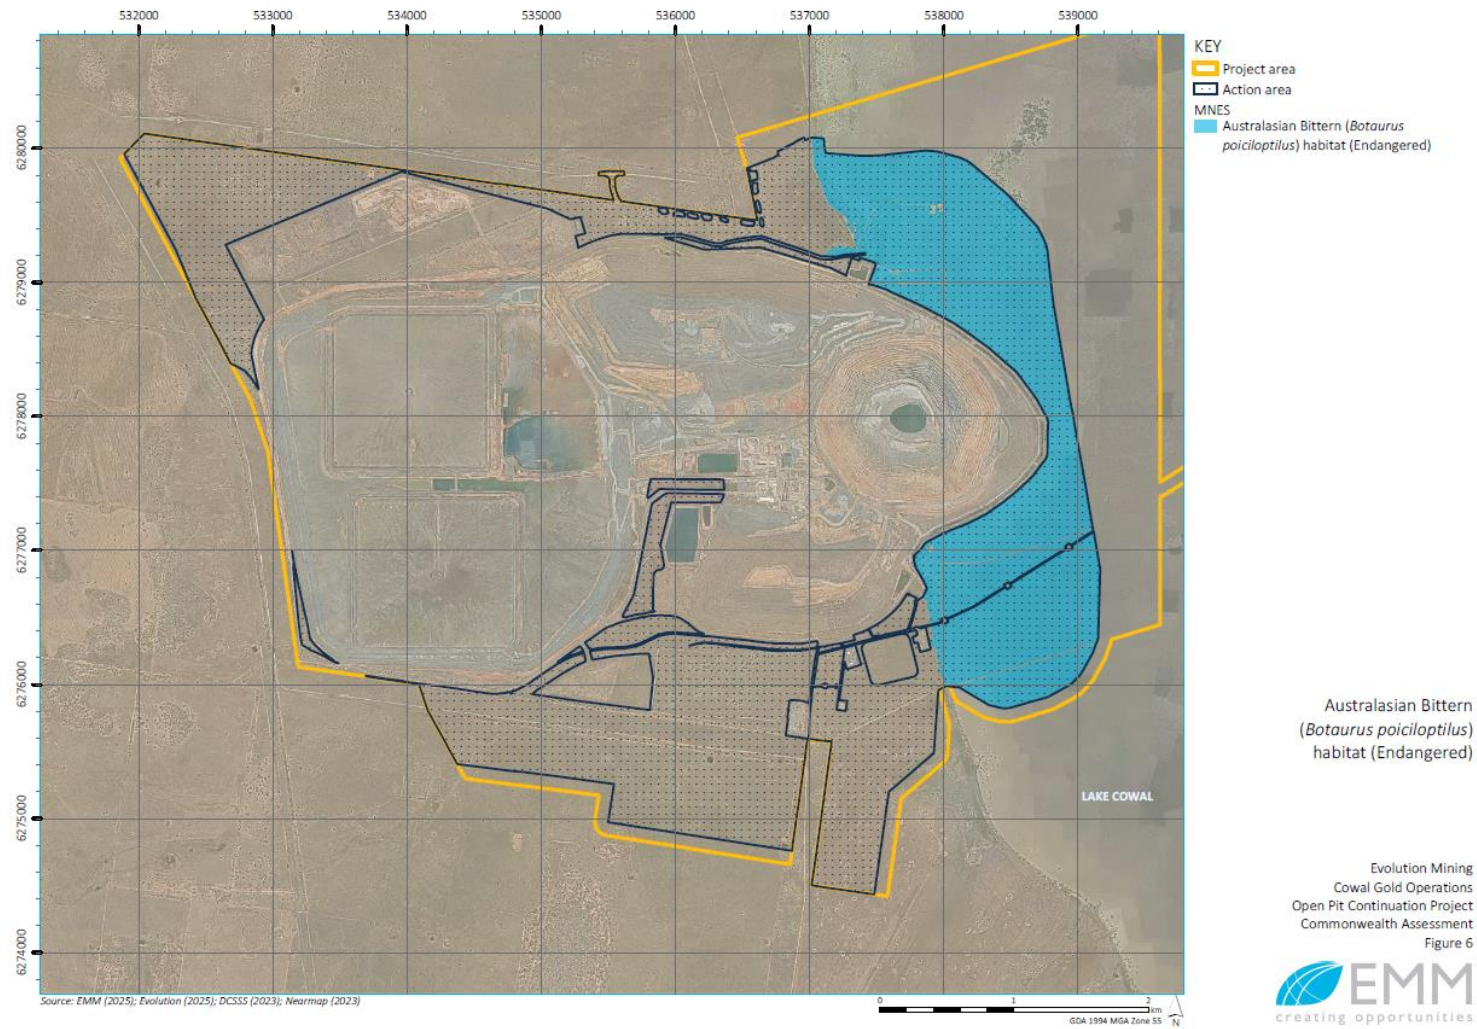 532000 533000 534000 535000 536000 537000 538000 539000
6280000
6279000
6278000
6277000
6276000
6275000
6274000
KEY
Project area
Action area
MNES
Australasian Bittern (Botaurus
poiciloptilus) habitat (Endangered)
LAKE COWAL
Australasian Bittern
(Botaurus poiciloptilus)
habitat (Endangered)
Evolution Mining
Cowal Gold Operations
Open Pit Continuation Project
Commonwealth Assessment
Figure 6
EMM
creating opportunities
Source: EMM (2025); Evolution (2025); DCSSS (2023); Nearmap (2023)
0 1 2
km
GDA 1994 MGA Zone 55 N